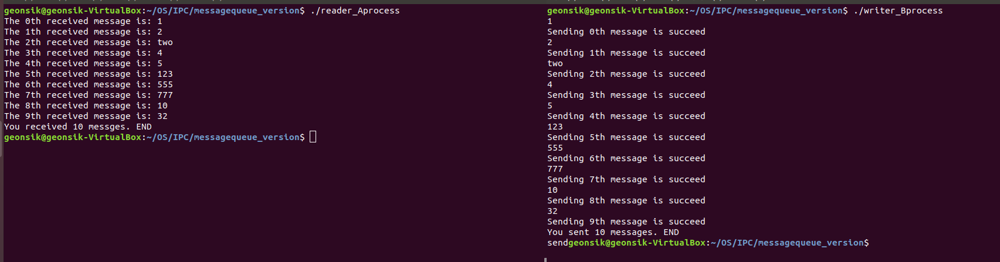 geonsik@geonsik-VirtualBox:~/OS/IPC/messagequeue_version$ ./reader_Aprocess
The 0th received message is: 1
The 1th received message is: 2
The 2th received message is: two
The 3th received message is: 4
The 4th received message is: 5
The 5th received message is: 123
The 6th received message is: 555
The 7th received message is: 777
The 8th received message is: 10
The 9th received message is: 32
You received 10 messges. END
geonsik@geonsik-VirtualBox:~/OS/IPC/messagequeue_version$
geonsik@geonsik-VirtualBox:~/OS/IPC/messagequeue_version$ ./writer_Bprocess
1
Sending 0th message is succeed
2
Sending 1th message is succeed
two
Sending 2th message is succeed
4
Sending 3th message is succeed
5
Sending 4th message is succeed
123
Sending 5th message is succeed
555
Sending 6th message is succeed
777
Sending 7th message is succeed
10
Sending 8th message is succeed
32
Sending 9th message is succeed
You sent 10 messages. END
sendgeonsik@geonsik-VirtualBox:~/OS/IPC/messagequeue_version$